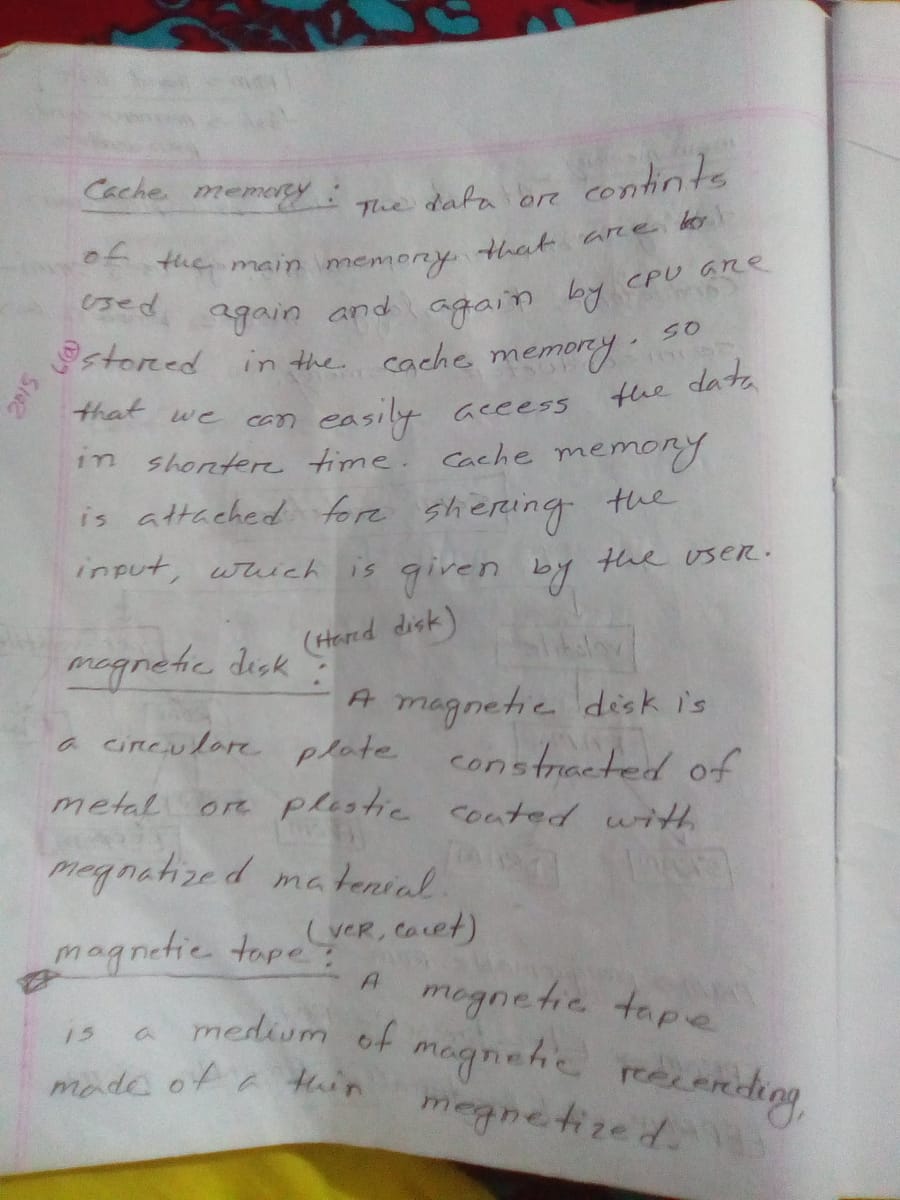 Cache memory : The data or contints
of the main memory that are
used again and again by CPU are
stored in the cache memory. so
that we can easily access the data
in shorter time. Cache memory
is attached for shering the
input, which is given by the user.
(Hard disk)
magnetic disk :
A magnetic disk is
a circular plate constracted of
metal or plastic coated with
megnatized material.
(VCR, caset)
magnetic tape :
A magnetic tape
is a medium of magnetic recerding,
made of a thin megnetized.
2015 6(a)